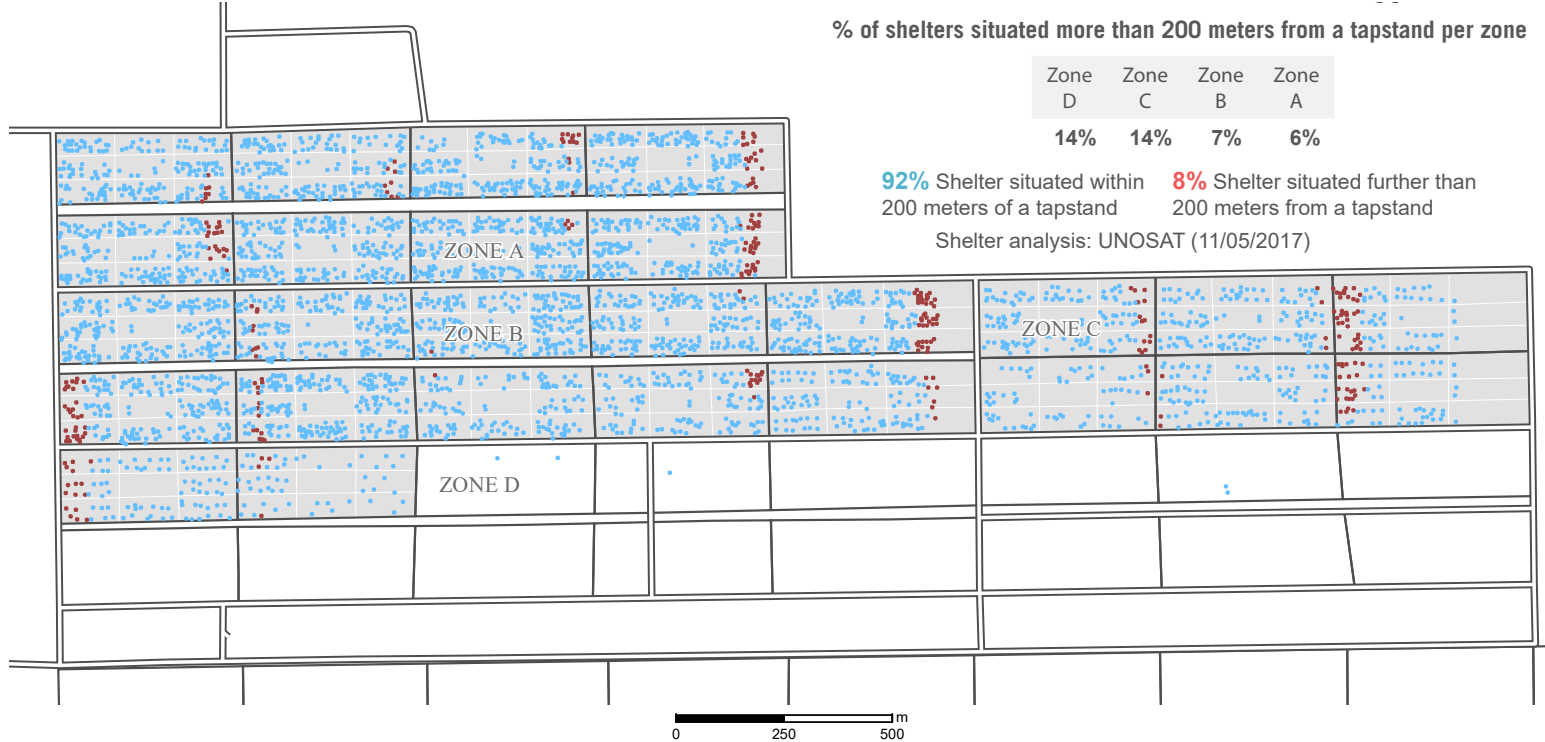 % of shelters situated more than 200 meters from a tapstand per zone
Zone Zone Zone Zone
D C B A
14% 14% 7% 6%
92% Shelter situated within
200 meters of a tapstand
8% Shelter situated further than
200 meters from a tapstand
Shelter analysis: UNOSAT (11/05/2017)
ZONE A
ZONE B
ZONE C
ZONE D
m
0 250 500